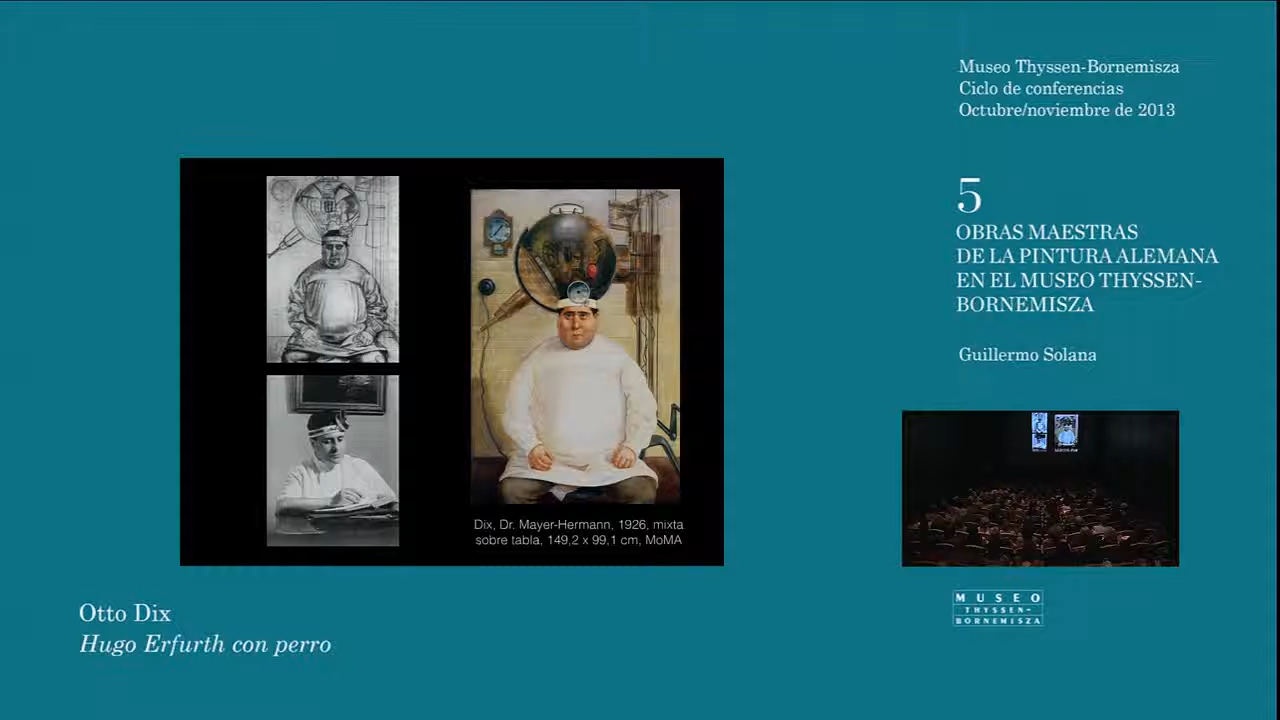 Museo Thyssen-Bornemisza
Ciclo de conferencias
Octubre/noviembre de 2013
5
OBRAS MAESTRAS
DE LA PINTURA ALEMANA
EN EL MUSEO THYSSEN-
BORNEMISZA
Guillermo Solana
Dix, Dr. Mayer-Hermann, 1926, mixta
sobre tabla, 149,2 x 99,1 cm, MoMA
Otto Dix
Hugo Erfurth con perro
MUSEO
THYSSEN-
BORNEMISZA